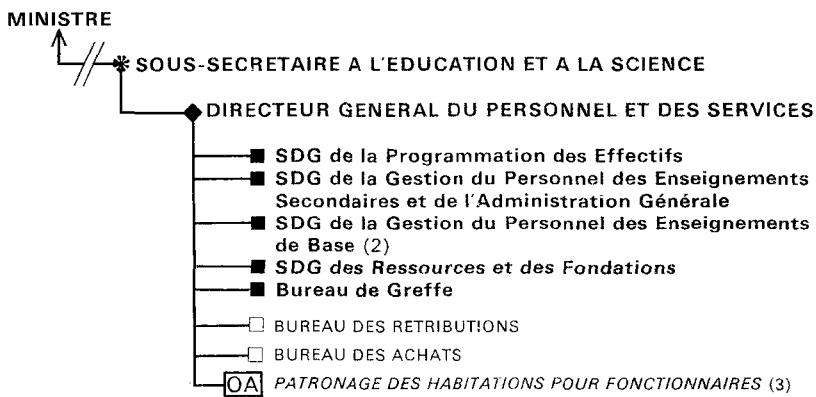 MINISTRE
SOUS-SECRETAIRE A L'EDUCATION ET A LA SCIENCE
DIRECTEUR GENERAL DU PERSONNEL ET DES SERVICES
SDG de la Programmation des Effectifs
SDG de la Gestion du Personnel des Enseignements
Secondaires et de l'Administration Générale
SDG de la Gestion du Personnel des Enseignements
de Base (2)
SDG des Ressources et des Fondations
Bureau de Greffe
BUREAU DES RETRIBUTIONS
BUREAU DES ACHATS
OA PATRONAGE DES HABITATIONS POUR FONCTIONNAIRES (3)